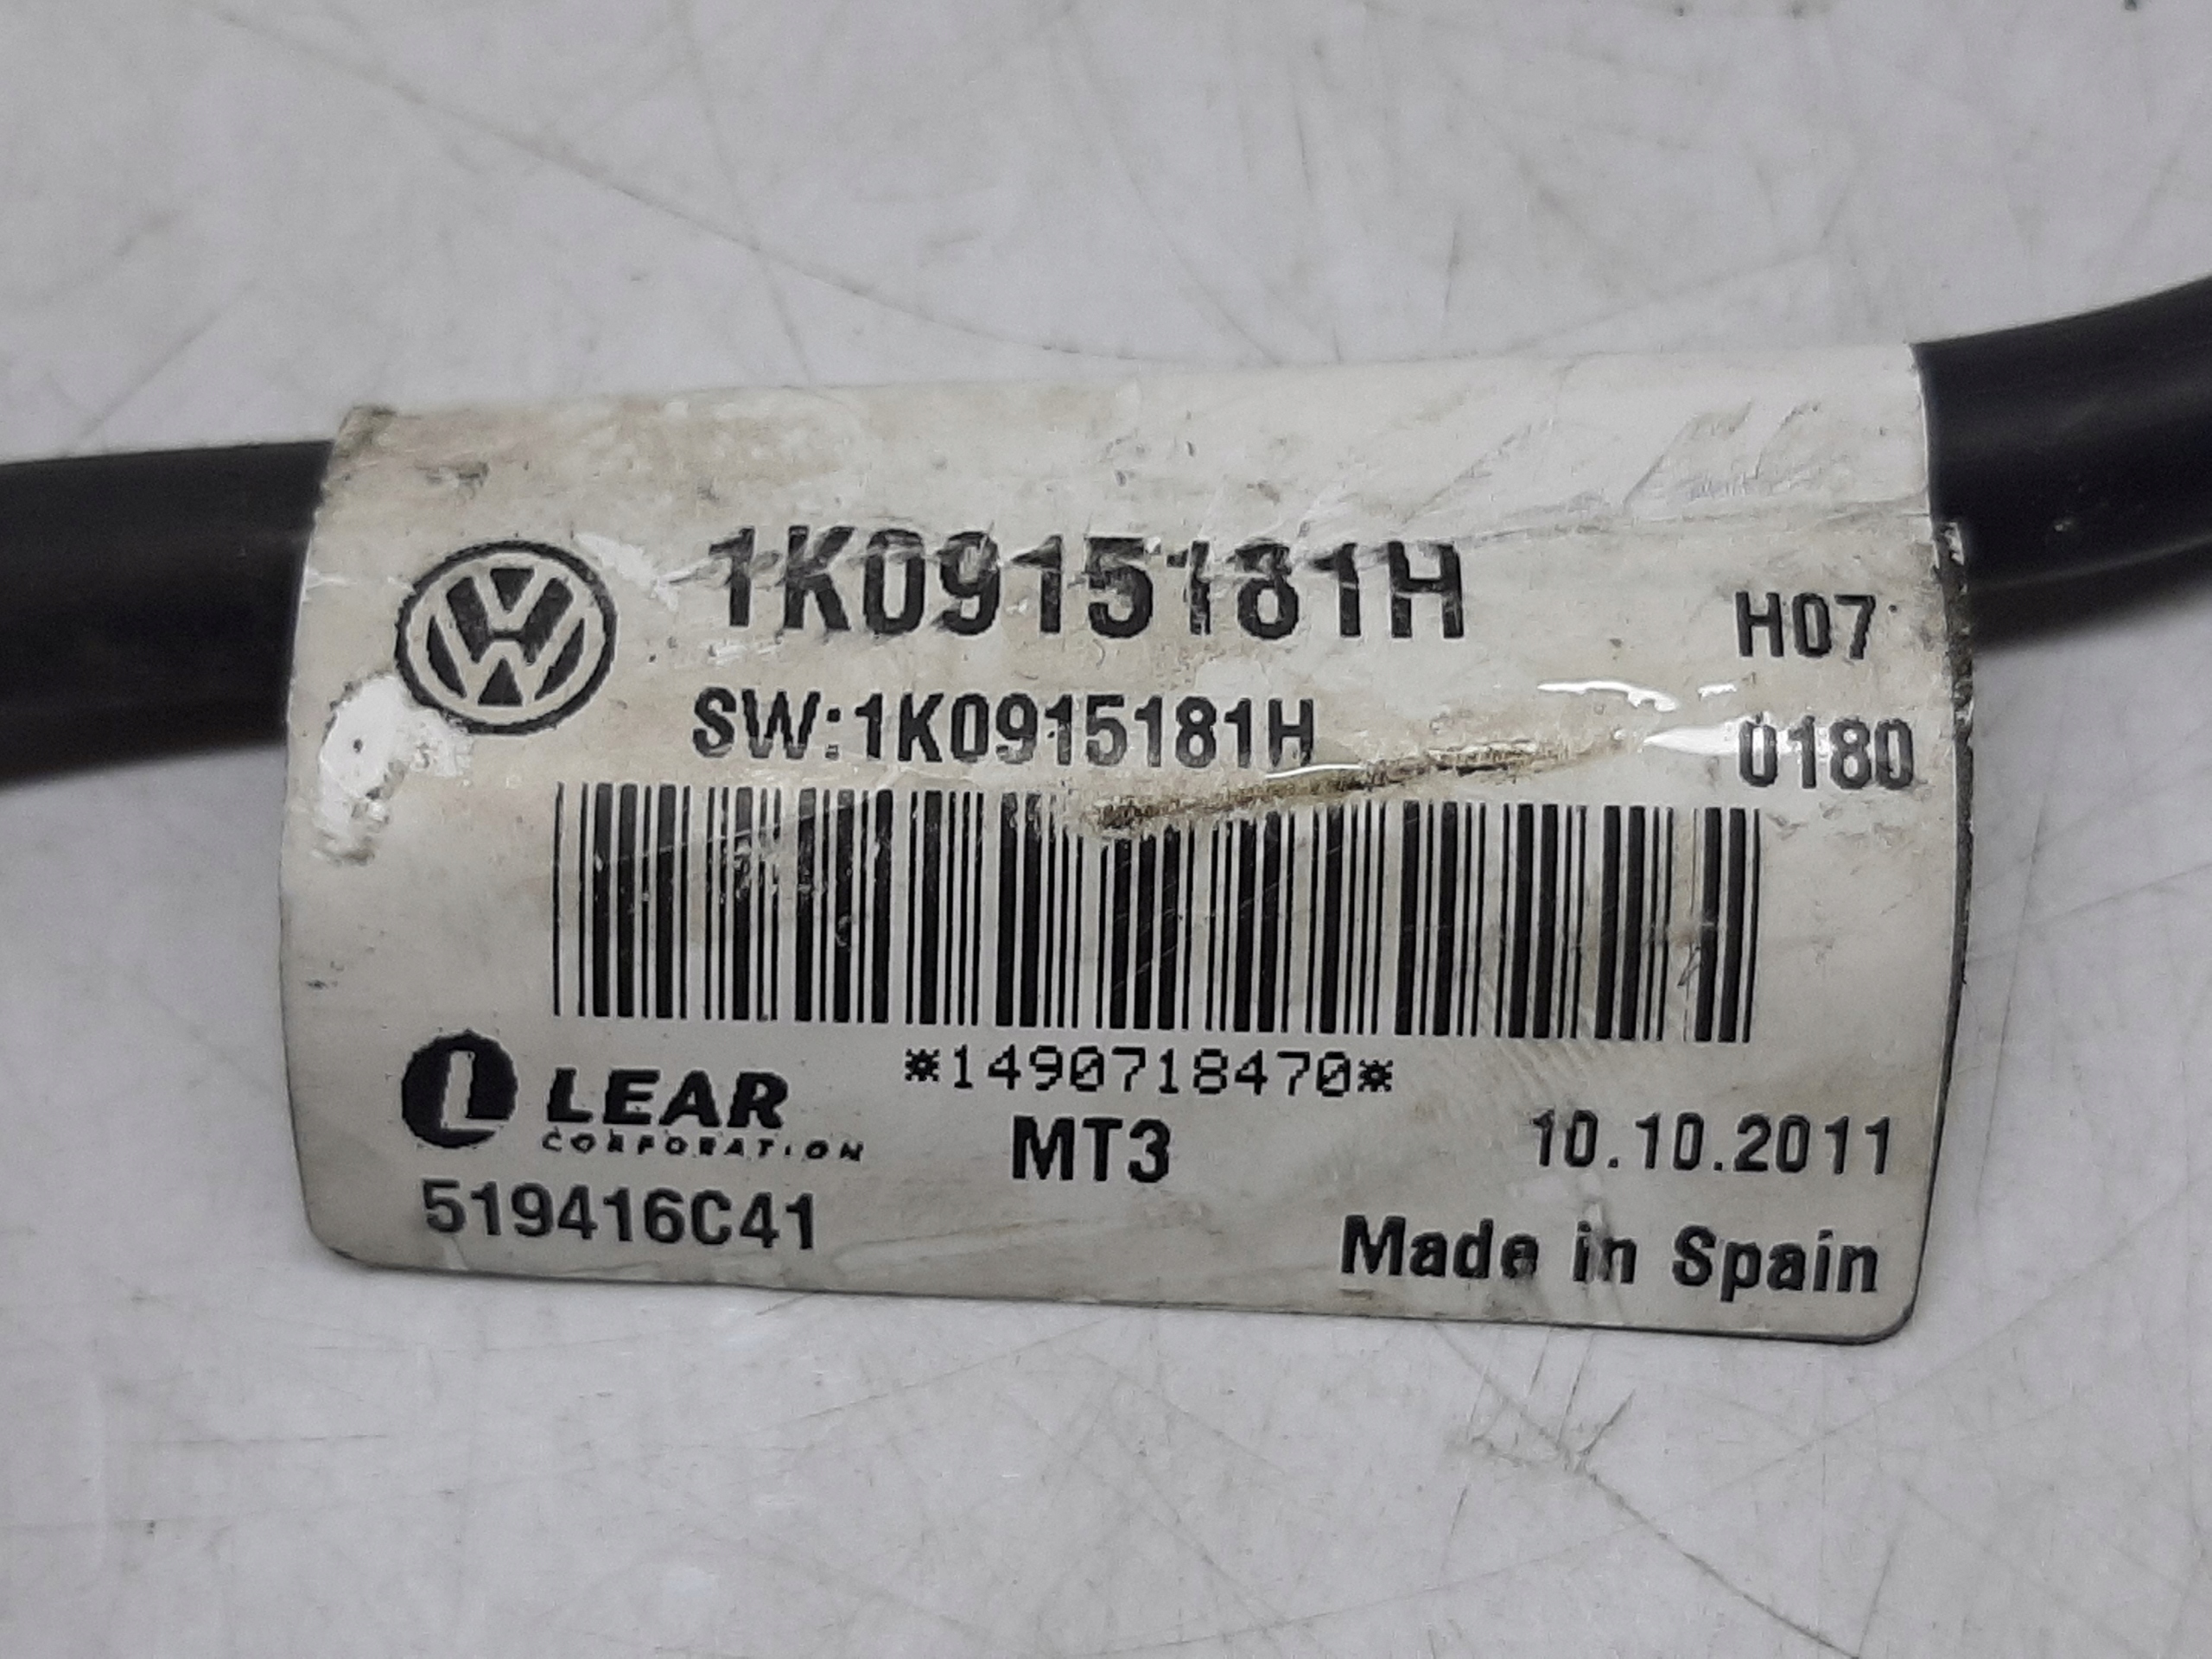 1K0915181H
H07
SW:1K0915181H
0180
*1490718470*
LEAR
CORPORATION
MT3
10.10.2011
519416C41
Made in Spain